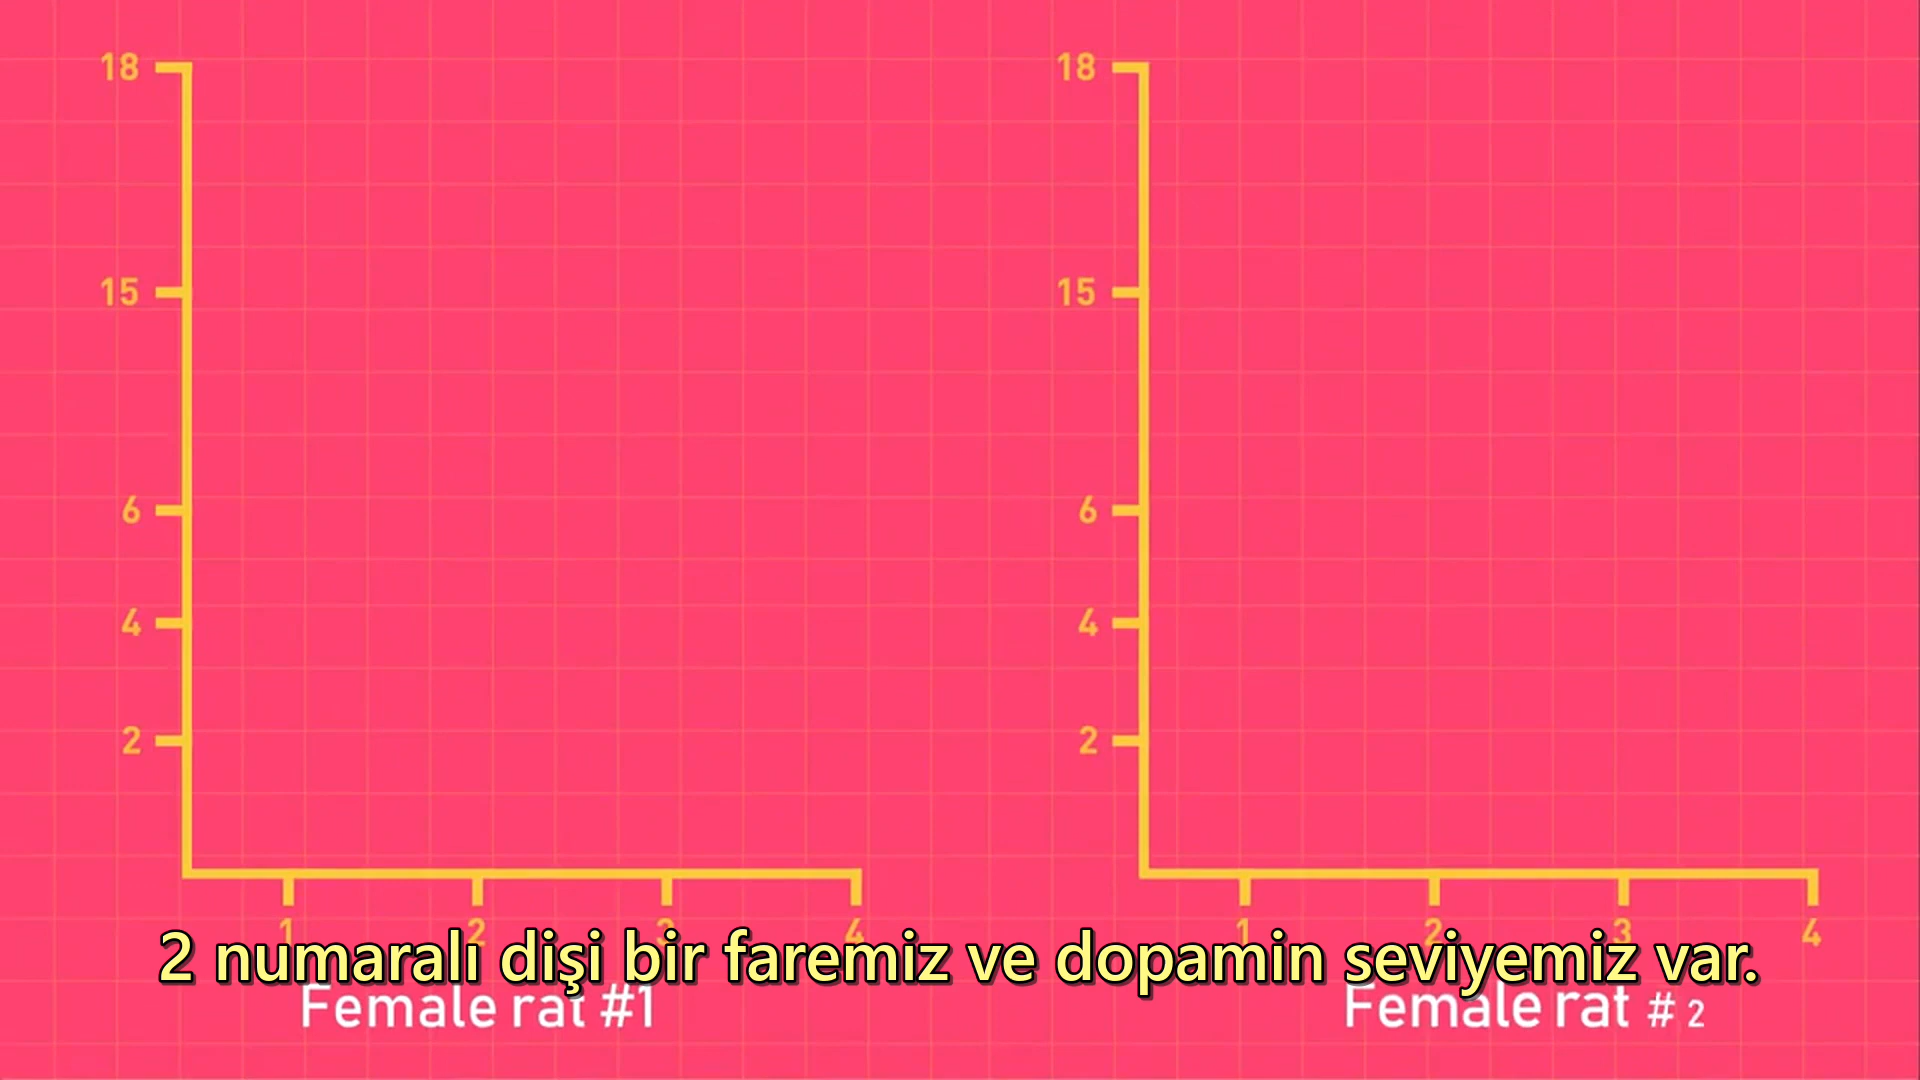 18
15
6
4
2
1 2 3 4
Female rat #1
18
15
6
4
2
1 2 3 4
Female rat # 2
2 numaralı dişi bir faremiz ve dopamin seviyemiz var.